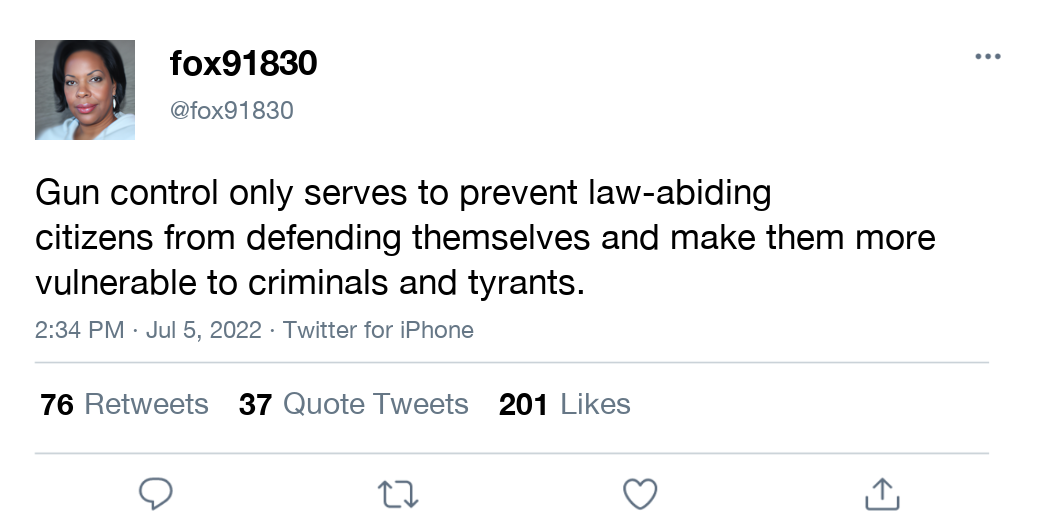 fox91830
@fox91830
Gun control only serves to prevent law-abiding
citizens from defending themselves and make them more
vulnerable to criminals and tyrants.
2:34 PM · Jul 5, 2022 · Twitter for iPhone
76 Retweets 37 Quote Tweets 201 Likes